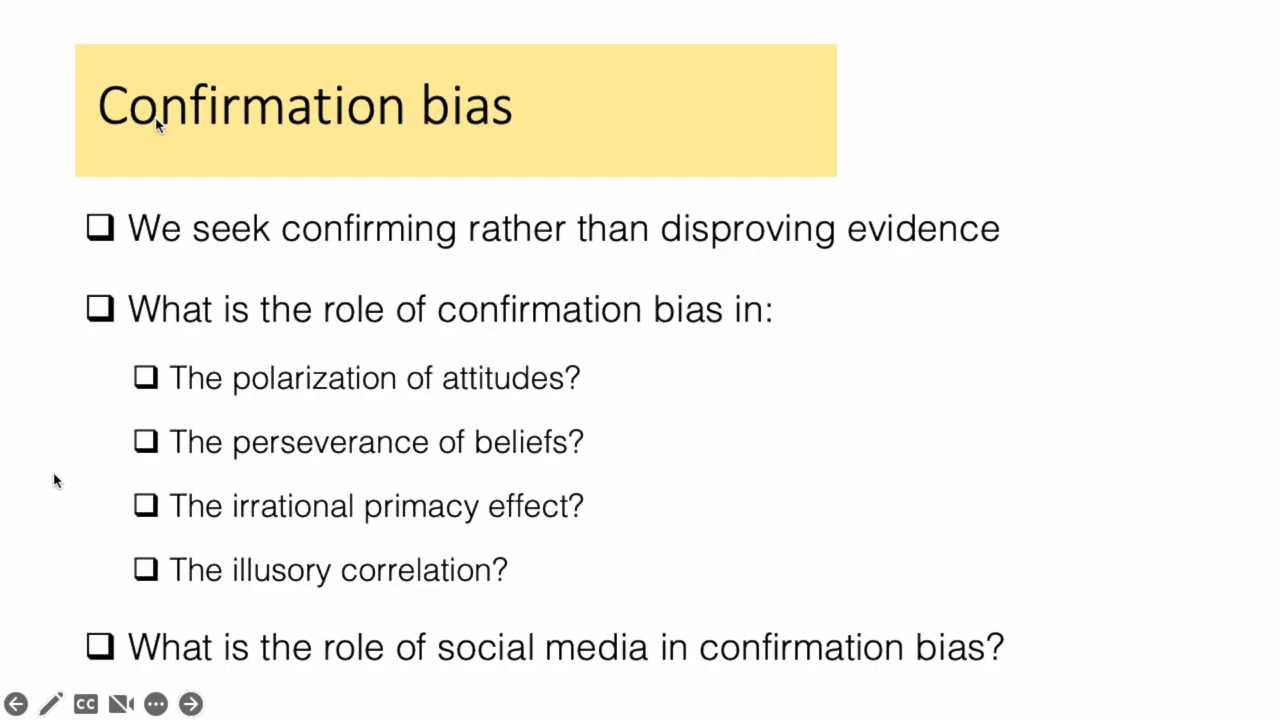 Confirmation bias
❑ We seek confirming rather than disproving evidence
❑ What is the role of confirmation bias in:
❑ The polarization of attitudes?
❑ The perseverance of beliefs?
❑ The irrational primacy effect?
❑ The illusory correlation?
❑ What is the role of social media in confirmation bias?
CC